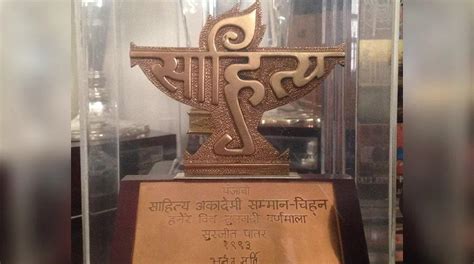 साहित्य
पंजाबी
साहित्य अकादेमी सम्मान-चिह्न
हनेरे विच सुलगदी वर्णमाला
सुरजीत पातर
१९९३